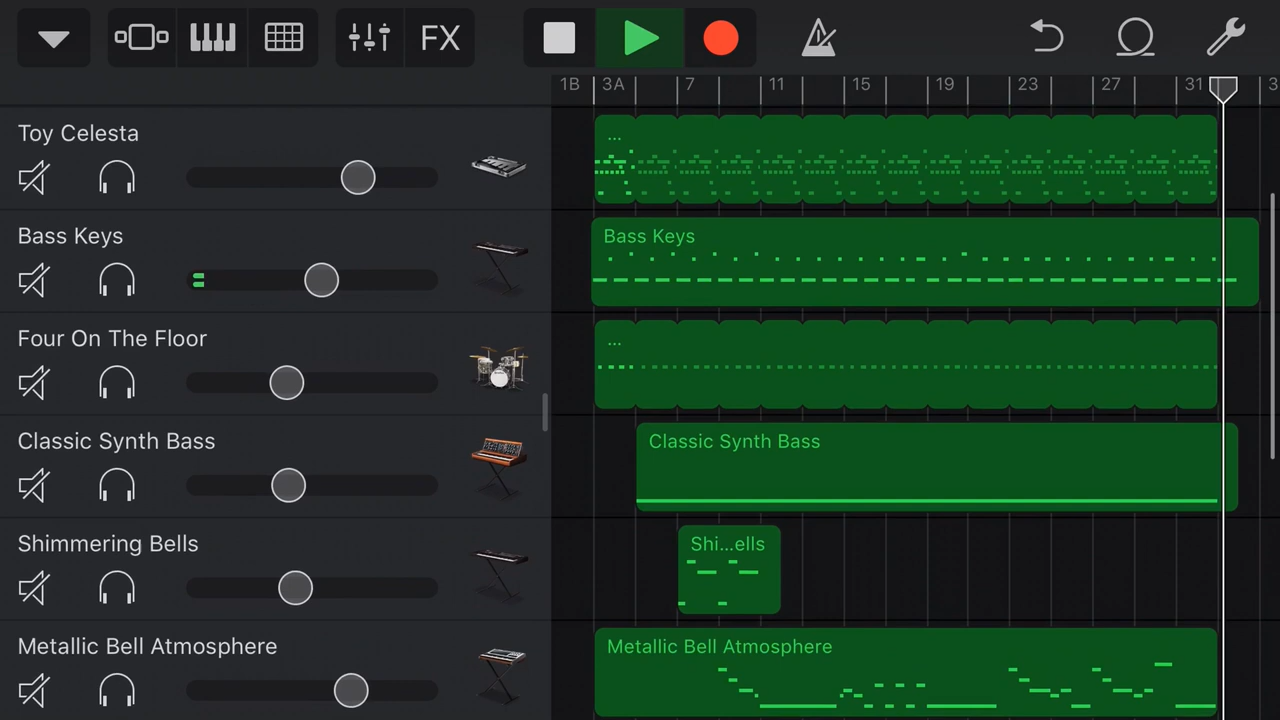 FX
1B 3A 7 11 15 19 23 27 31 3
Toy Celesta
...
Bass Keys
Bass Keys
Four On The Floor
...
Classic Synth Bass
Classic Synth Bass
Shimmering Bells
Shi...ells
Metallic Bell Atmosphere
Metallic Bell Atmosphere